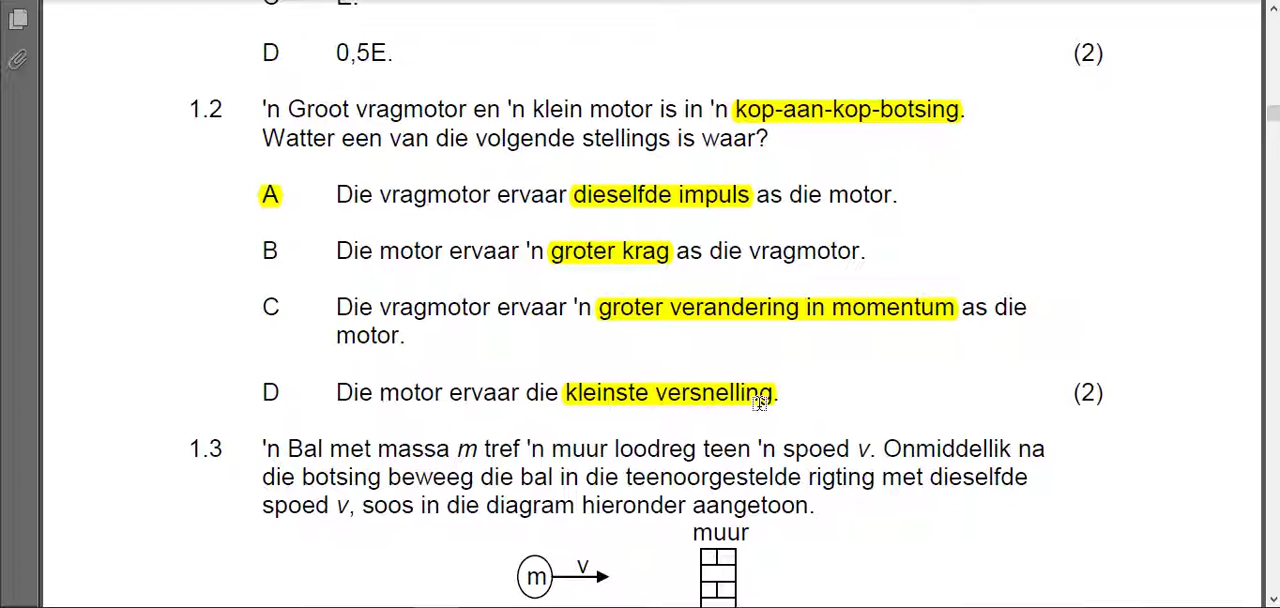 D 0,5E. (2)
1.2 'n Groot vragmotor en 'n klein motor is in 'n kop-aan-kop-botsing.
Watter een van die volgende stellings is waar?
A Die vragmotor ervaar dieselfde impuls as die motor.
B Die motor ervaar 'n groter krag as die vragmotor.
C Die vragmotor ervaar 'n groter verandering in momentum as die
motor.
D Die motor ervaar die kleinste versnelling. (2)
1.3 'n Bal met massa m tref 'n muur loodreg teen 'n spoed v. Onmiddellik na
die botsing beweeg die bal in die teenoorgestelde rigting met dieselfde
spoed v, soos in die diagram hieronder aangetoon.
muur
v
m